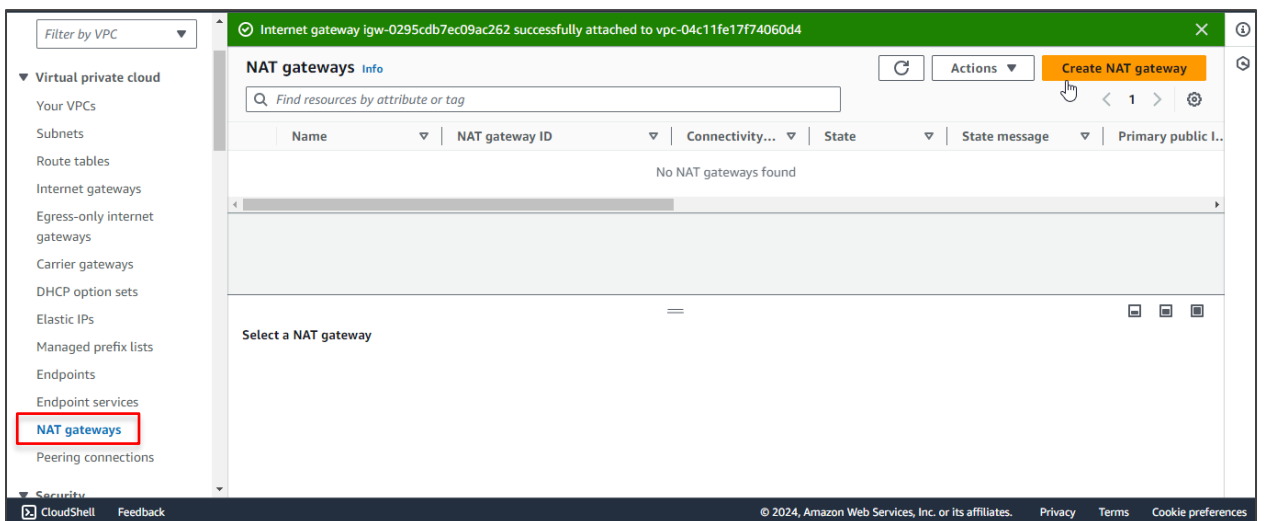 Filter by VPC
Virtual private cloud
Your VPCs
Subnets
Route tables
Internet gateways
Egress-only internet
gateways
Carrier gateways
DHCP option sets
Elastic IPs
Managed prefix lists
Endpoints
Endpoint services
NAT gateways
Peering connections
Security
Internet gateway igw-0295cdb7ec09ac262 successfully attached to vpc-04c11fe17f74060d4
NAT gateways Info
Actions
Create NAT gateway
Find resources by attribute or tag
1
Name NAT gateway ID Connectivity... State State message Primary public I...
No NAT gateways found
Select a NAT gateway
CloudShell Feedback © 2024, Amazon Web Services, Inc. or its affiliates. Privacy Terms Cookie preferences